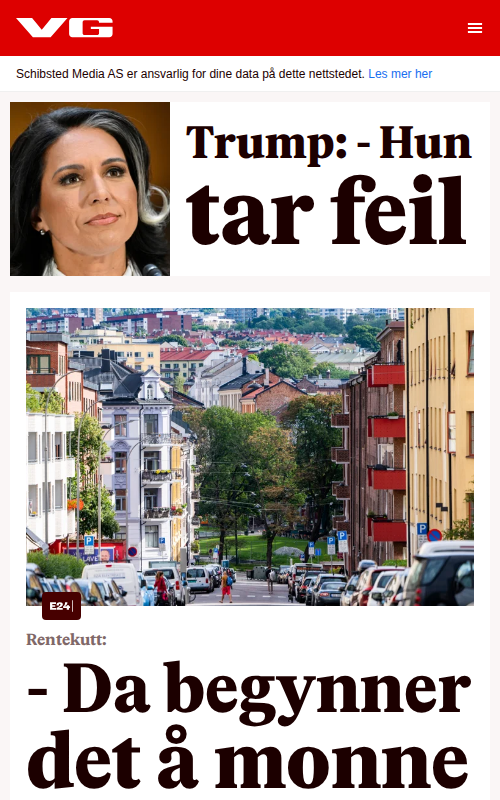 VG
Schibsted Media AS er ansvarlig for dine data på dette nettstedet. Les mer her
Trump: - Hun
tar feil
P
P
P
P
E24
Rentekutt:
- Da begynner
det å monne